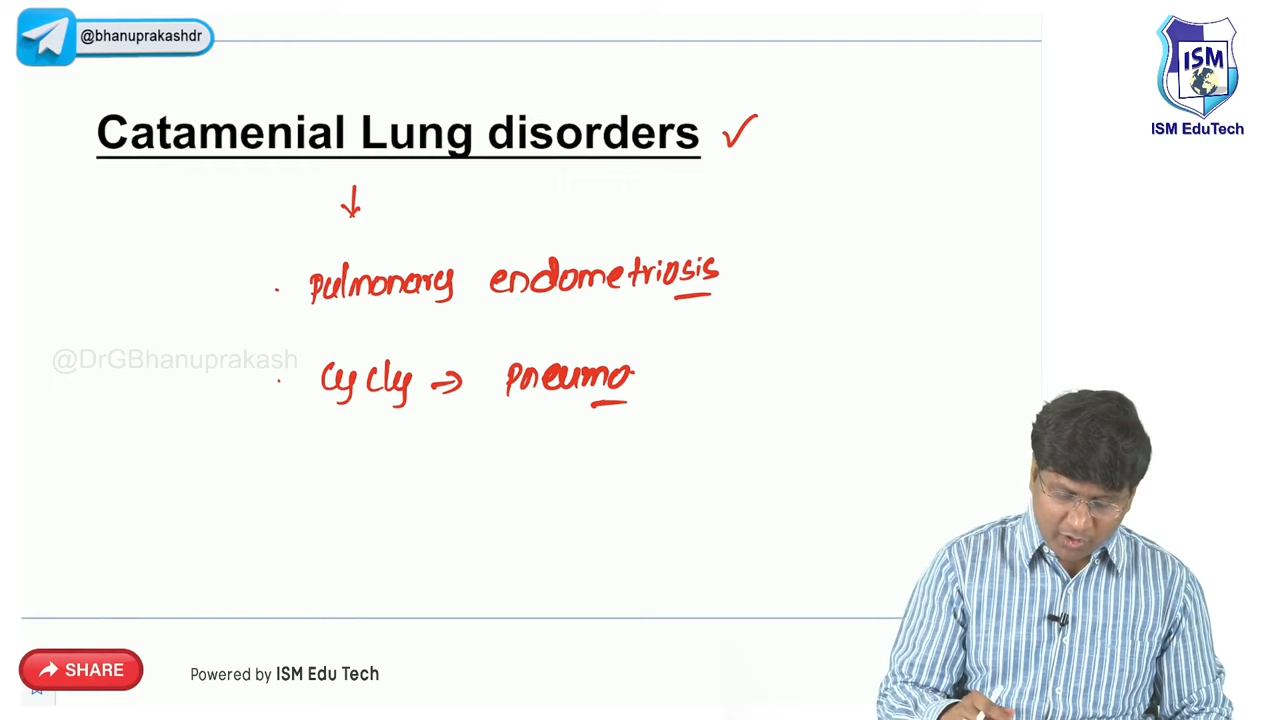 @bhanuprakashdr
ISM
ISM EduTech
Catamenial Lung disorders ✓
↓
· Pulmonary endometriosis
@DrGBhanuprakash
· Cycly → Pneumo
SHARE
Powered by ISM Edu Tech